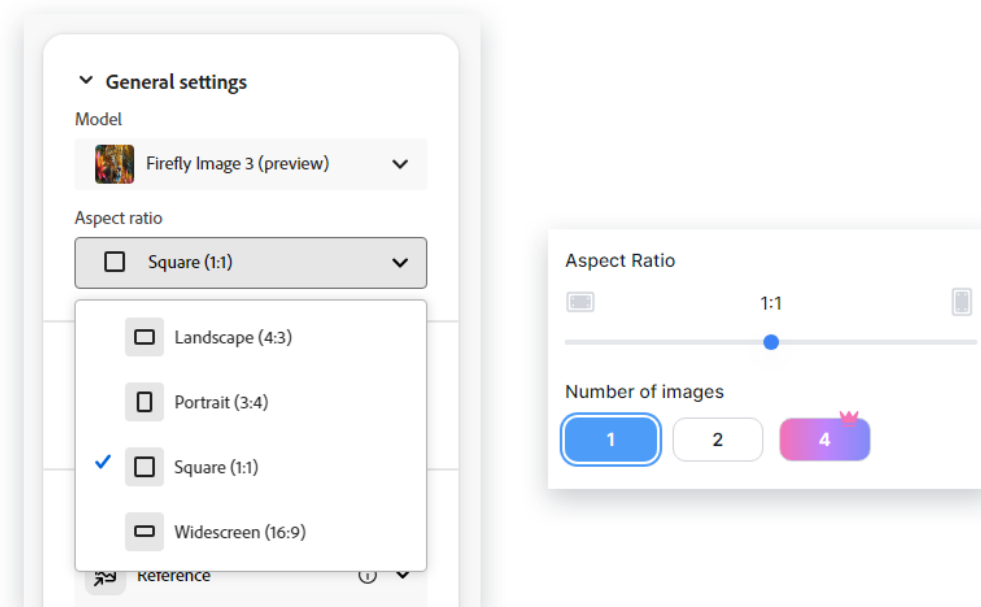 General settings
Model
Firefly Image 3 (preview)
Aspect ratio
Square (1:1)
Landscape (4:3)
Portrait (3:4)
Square (1:1)
Widescreen (16:9)
Reference
Aspect Ratio
1:1
Number of images
1 2 4